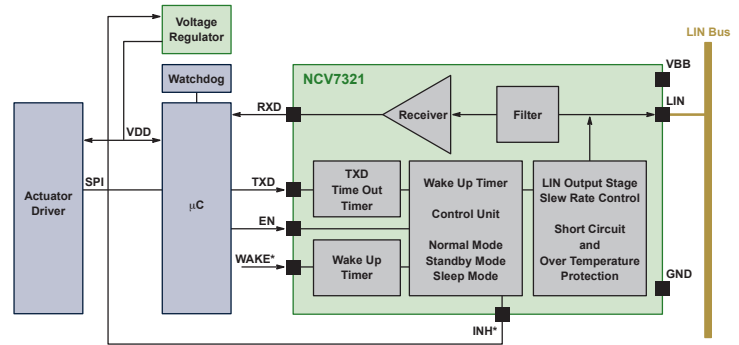 Voltage
Regulator
LIN Bus
Watchdog
NCV7321
VBB
RXD
Receiver
Filter
LIN
VDD
SPI
TXD
TXD
Time Out
Timer
Wake Up Timer
Control Unit
Normal Mode
Standby Mode
Sleep Mode
LIN Output Stage
Slew Rate Control
Short Circuit
and
Over Temperature
Protection
Actuator
Driver
µC
EN
WAKE*
Wake Up
Timer
GND
INH*